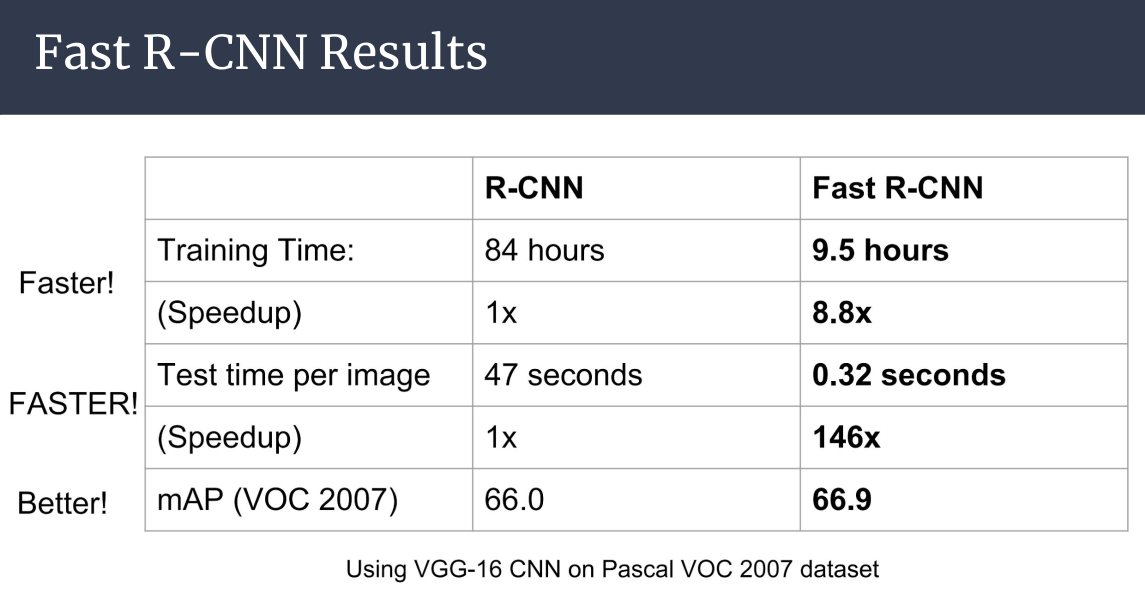 Fast R-CNN Results
R-CNN Fast R-CNN
Faster!
Training Time: 84 hours 9.5 hours
(Speedup) 1x 8.8x
FASTER!
Test time per image 47 seconds 0.32 seconds
(Speedup) 1x 146x
Better!
mAP (VOC 2007) 66.0 66.9
Using VGG-16 CNN on Pascal VOC 2007 dataset